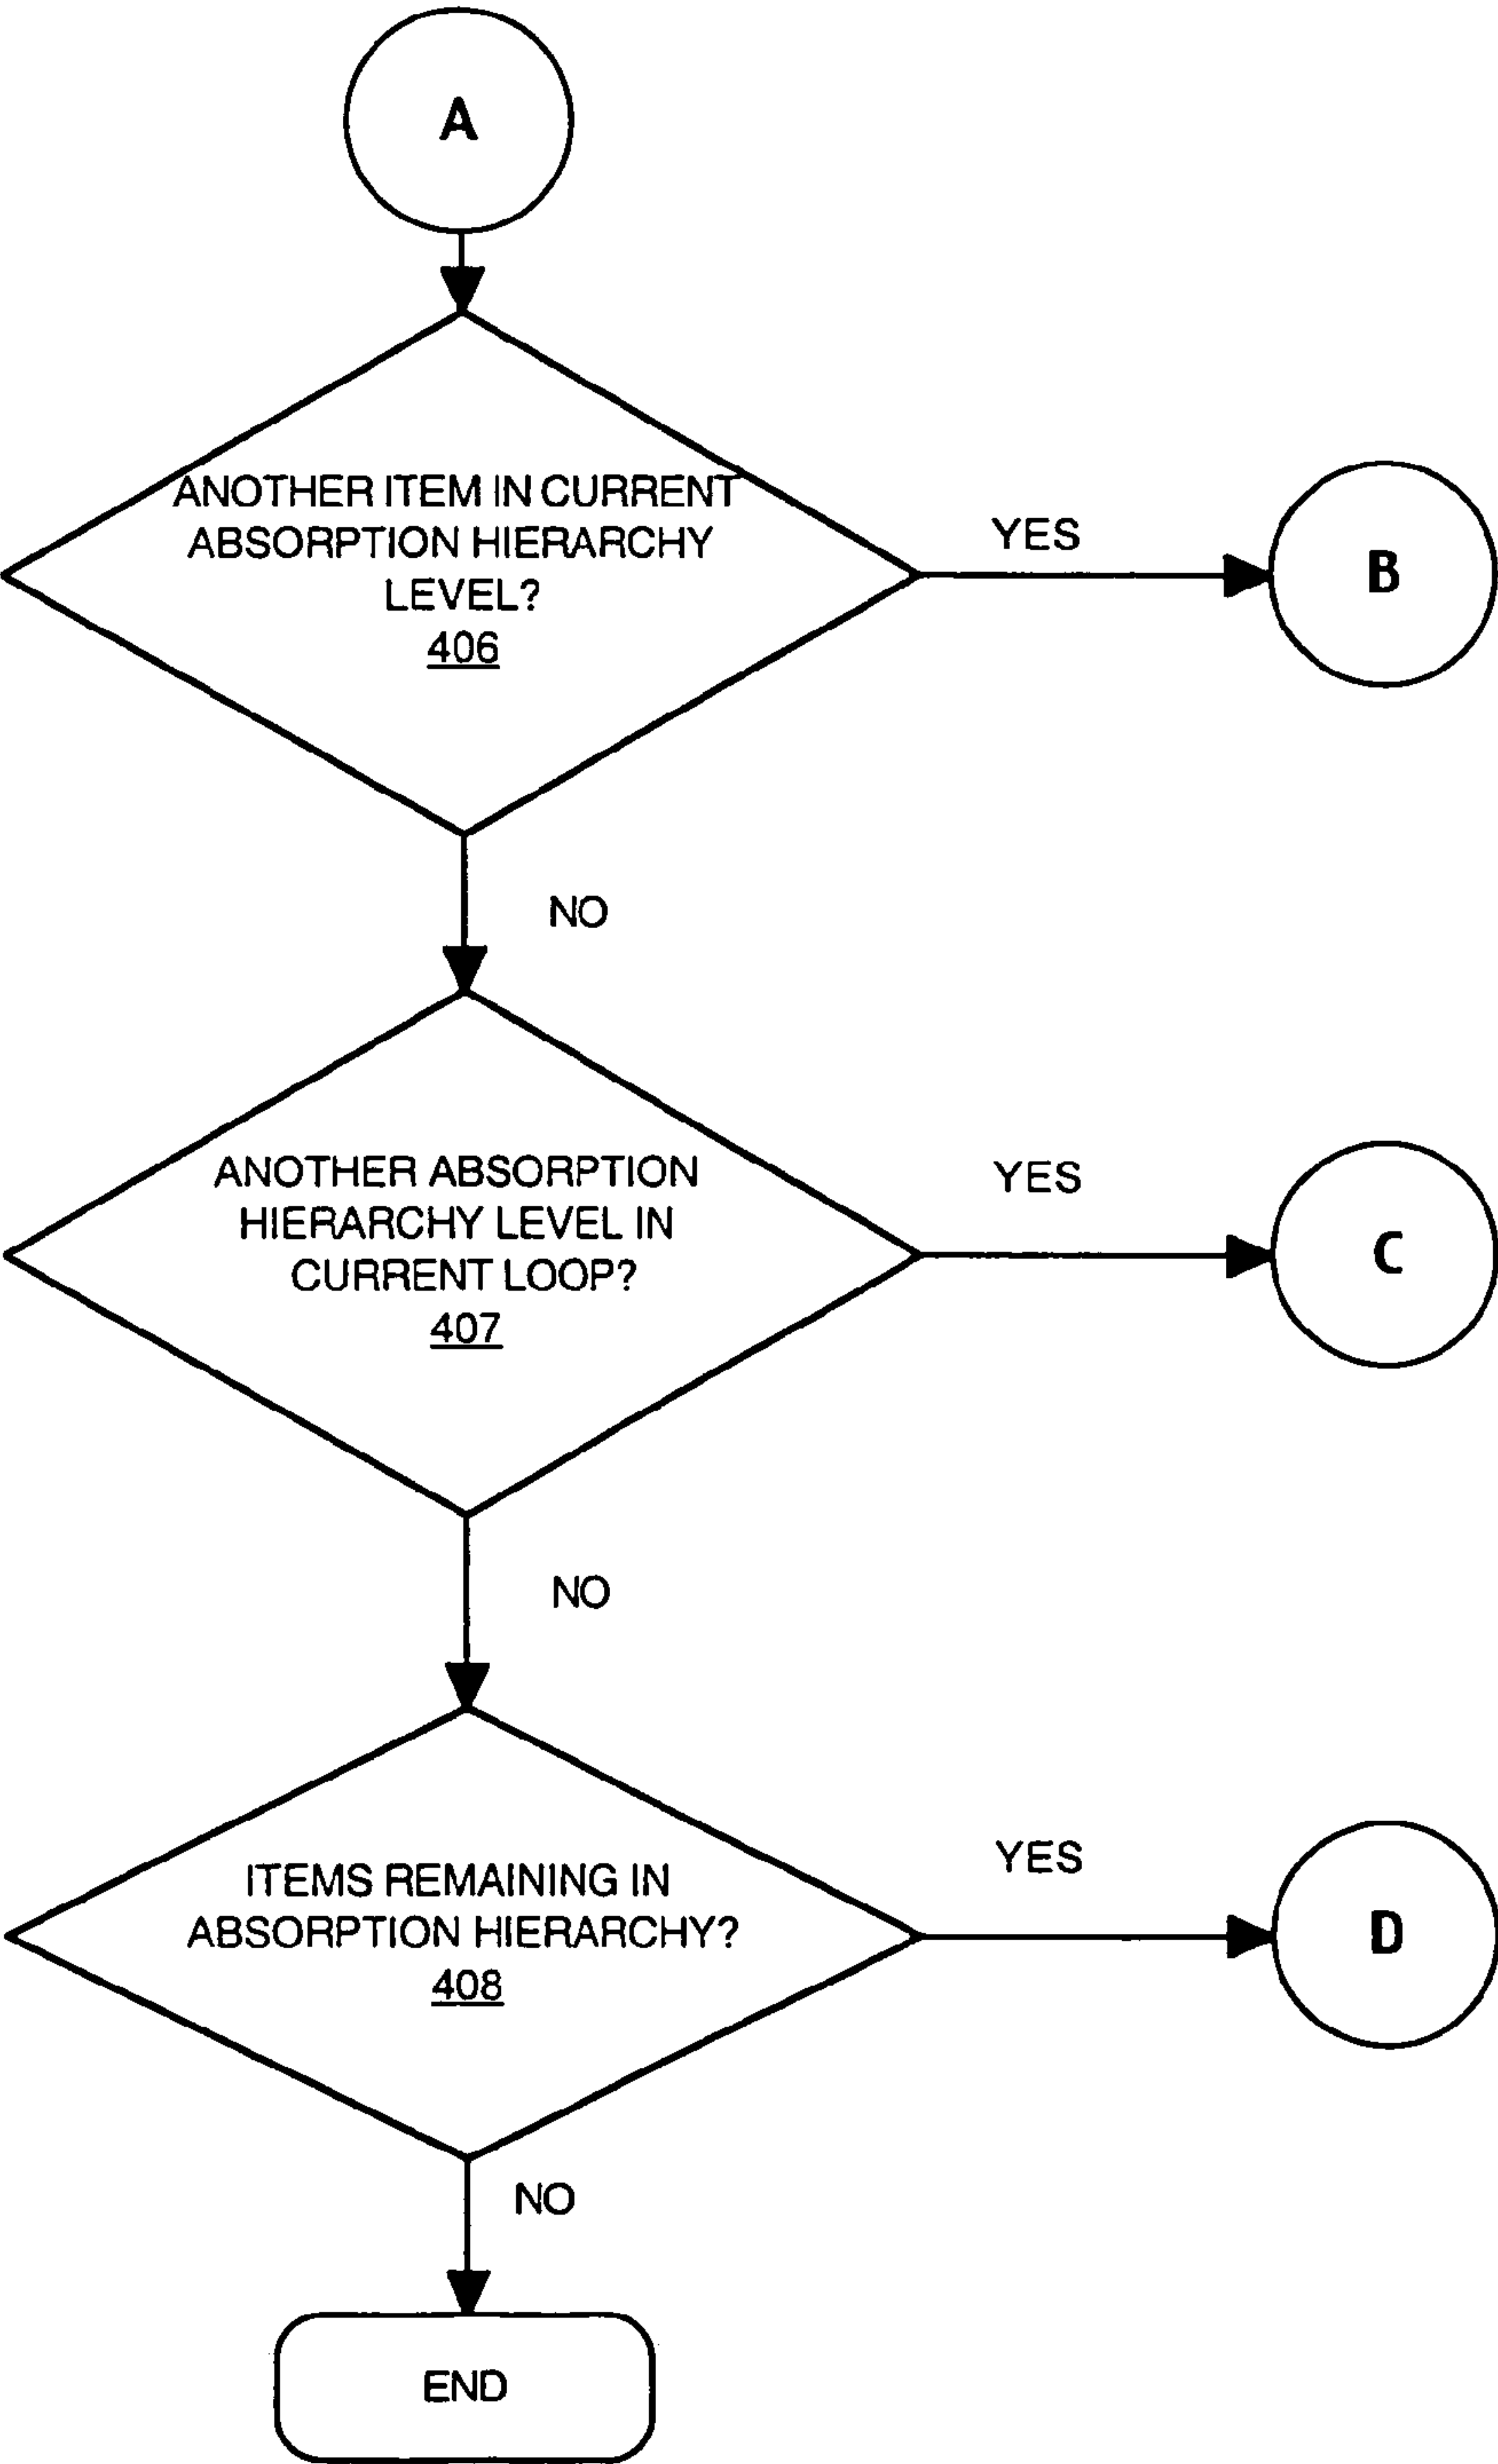 A
ANOTHER ITEM IN CURRENT
ABSORPTION HIERARCHY
LEVEL?
406
YES
B
NO
ANOTHER ABSORPTION
HIERARCHY LEVEL IN
CURRENT LOOP?
407
YES
C
NO
ITEMS REMAINING IN
ABSORPTION HIERARCHY?
408
YES
D
NO
END